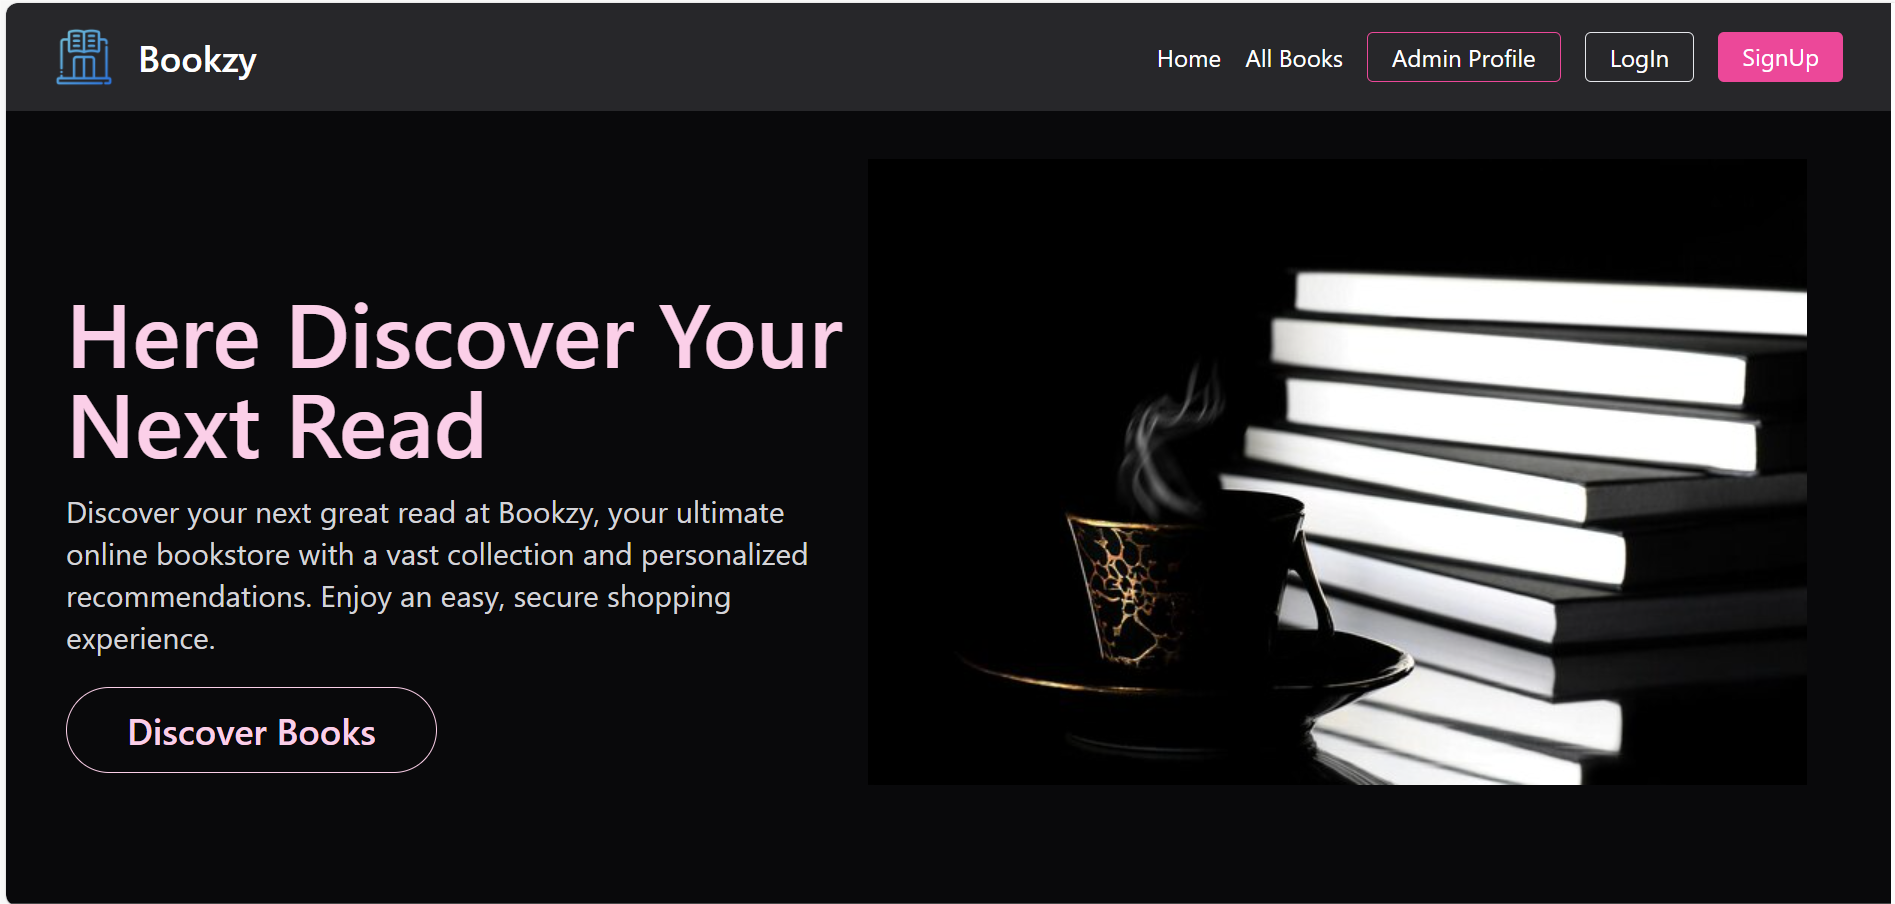 Bookzy
Home
All Books
Admin Profile
LogIn
SignUp
Here Discover Your
Next Read
Discover your next great read at Bookzy, your ultimate
online bookstore with a vast collection and personalized
recommendations. Enjoy an easy, secure shopping
experience.
Discover Books